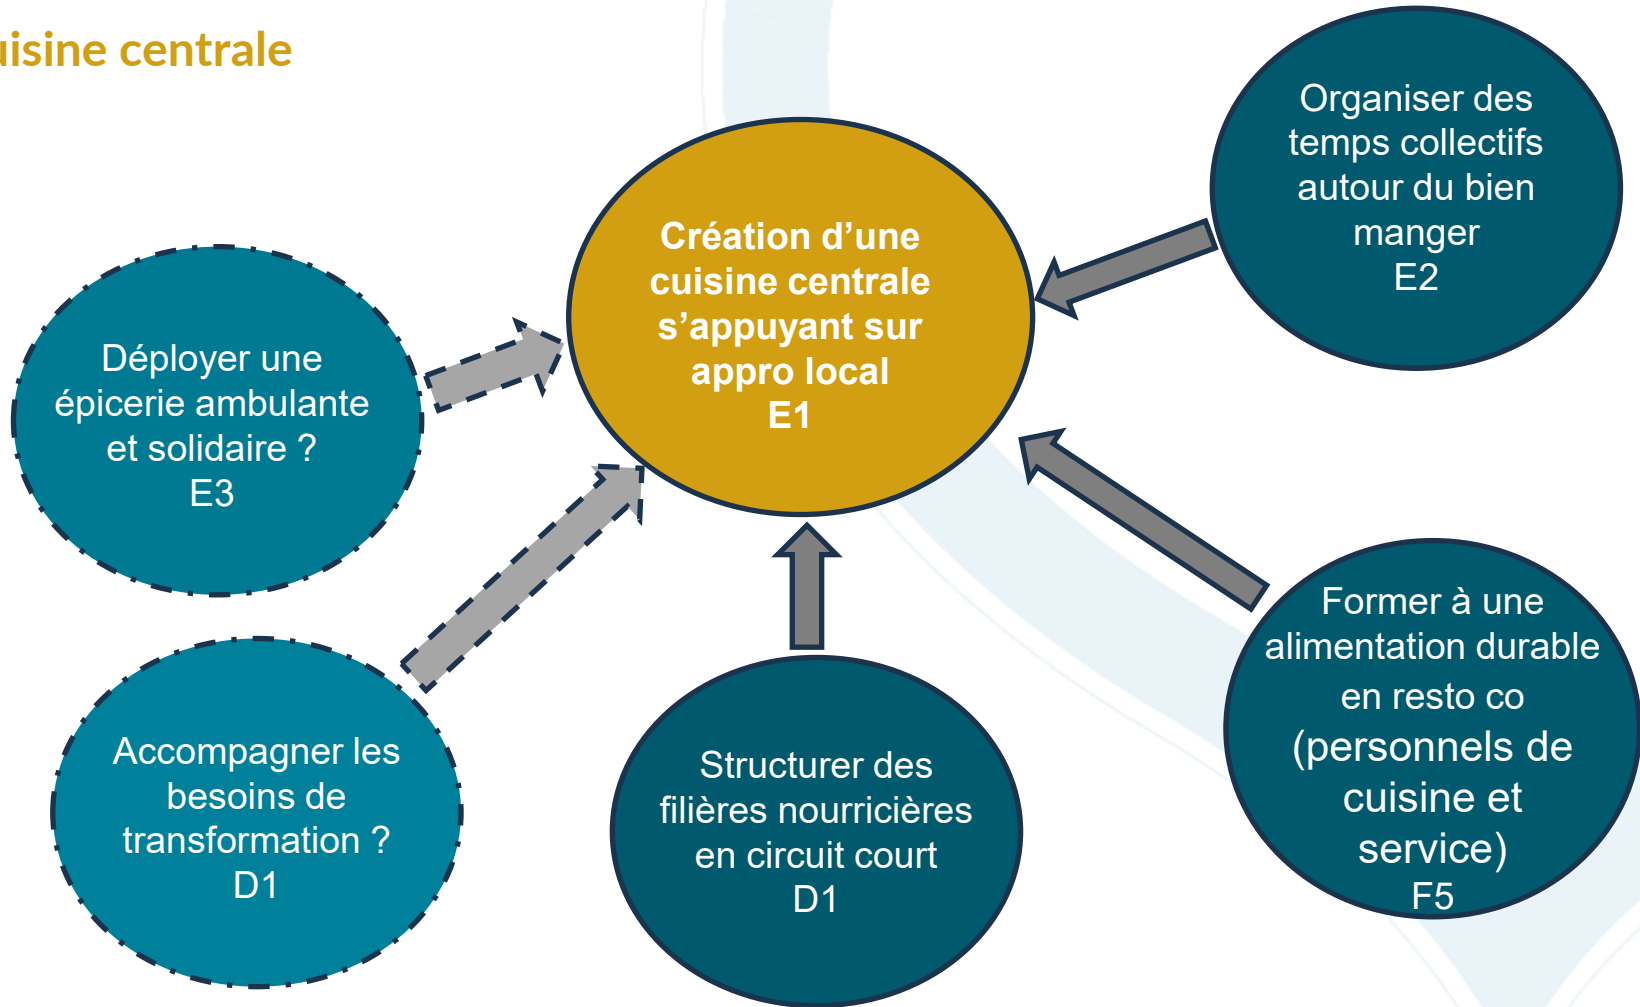 uisine centrale
Organiser des
temps collectifs
autour du bien
manger
E2
Création d’une
cuisine centrale
s’appuyant sur
appro local
E1
Déployer une
épicerie ambulante
et solidaire ?
E3
Former à une
alimentation durable
en resto co
(personnels de
cuisine et
service)
F5
Accompagner les
besoins de
transformation ?
D1
Structurer des
filières nourricières
en circuit court
D1